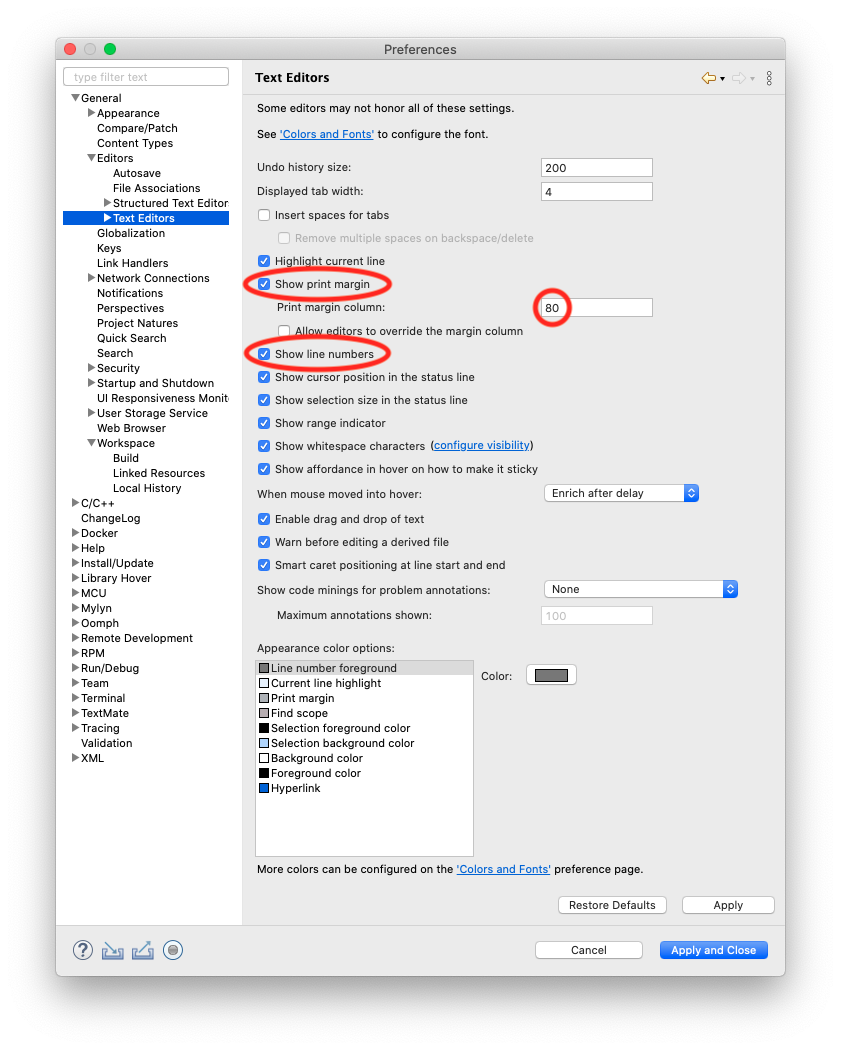 Preferences
type filter text
General
Appearance
Compare/Patch
Content Types
Editors
Autosave
File Associations
Structured Text Editor
Text Editors
Globalization
Keys
Link Handlers
Network Connections
Notifications
Perspectives
Project Natures
Quick Search
Search
Security
Startup and Shutdown
UI Responsiveness Monit
User Storage Service
Web Browser
Workspace
Build
Linked Resources
Local History
C/C++
ChangeLog
Docker
Help
Install/Update
Library Hover
MCU
Mylyn
Oomph
Remote Development
RPM
Run/Debug
Team
Terminal
TextMate
Tracing
Validation
XML
Text Editors
Some editors may not honor all of these settings.
See 'Colors and Fonts' to configure the font.
Undo history size: 200
Displayed tab width: 4
Insert spaces for tabs
Remove multiple spaces on backspace/delete
Highlight current line
Show print margin
Print margin column: 80
Allow editors to override the margin column
Show line numbers
Show cursor position in the status line
Show selection size in the status line
Show range indicator
Show whitespace characters (configure visibility)
Show affordance in hover on how to make it sticky
When mouse moved into hover: Enrich after delay
Enable drag and drop of text
Warn before editing a derived file
Smart caret positioning at line start and end
Show code minings for problem annotations: None
Maximum annotations shown: 100
Appearance color options:
Line number foreground
Current line highlight
Print margin
Find scope
Selection foreground color
Selection background color
Background color
Foreground color
Hyperlink
Color:
More colors can be configured on the 'Colors and Fonts' preference page.
Restore Defaults Apply
? Cancel Apply and Close